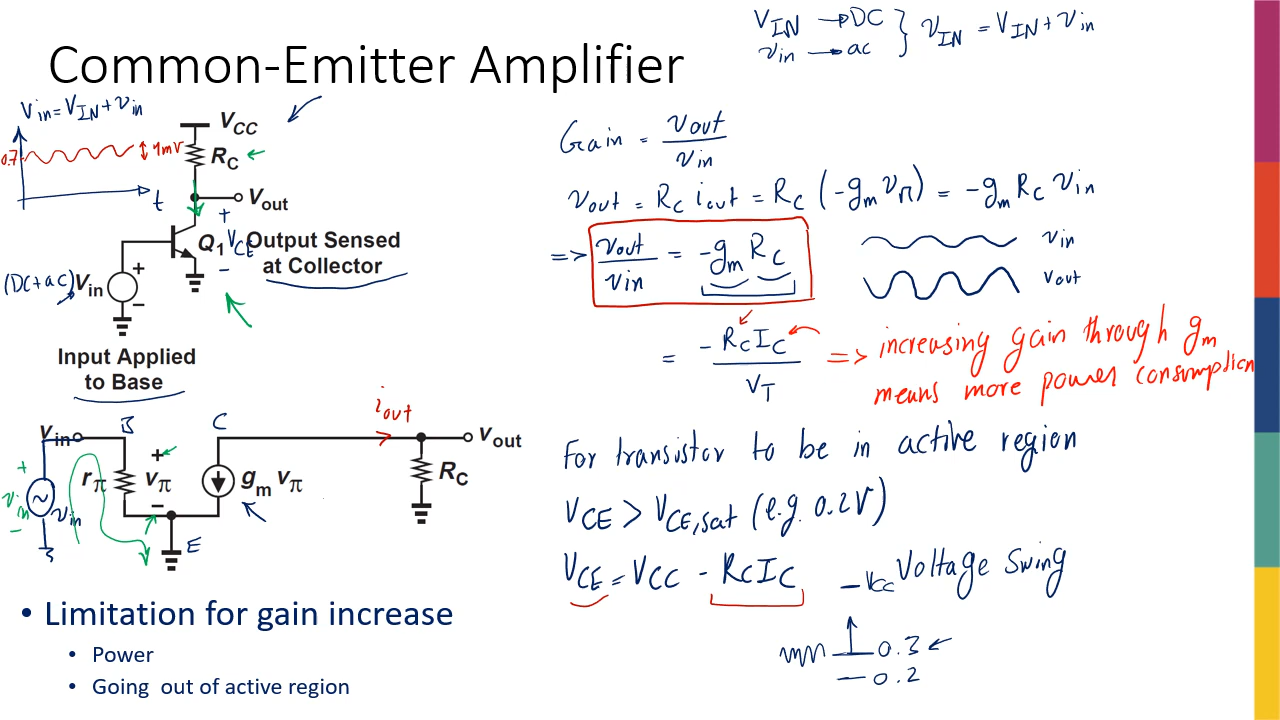 V_IN → DC
v_in → ac } v_IN = V_IN + v_in
Common-Emitter Amplifier
V_in = V_IN + v_in
0.7
1mV
t
V_CC
R_C
V_out
Q_1
+
V_CE
-
Output Sensed
at Collector
(DC+ac) V_in
+
-
Input Applied
to Base
Gain = v_out / v_in
v_out = R_C i_out = R_C (-g_m v_π) = -g_m R_C v_in
=> v_out / v_in = -g_m R_C
v_in
v_out
= - R_C I_C / V_T => increasing gain through g_m
means more power consumption
i_out
V_in
B
C
r_π
+
v_π
-
g_m v_π
R_C
V_out
+
v_in
-
v_in
E
For transistor to be in active region
V_CE > V_CE,sat (e.g. 0.2V)
V_CE = V_CC - R_C I_C
- V_CC Voltage Swing
0.3 ←
- 0.2
• Limitation for gain increase
• Power
• Going out of active region